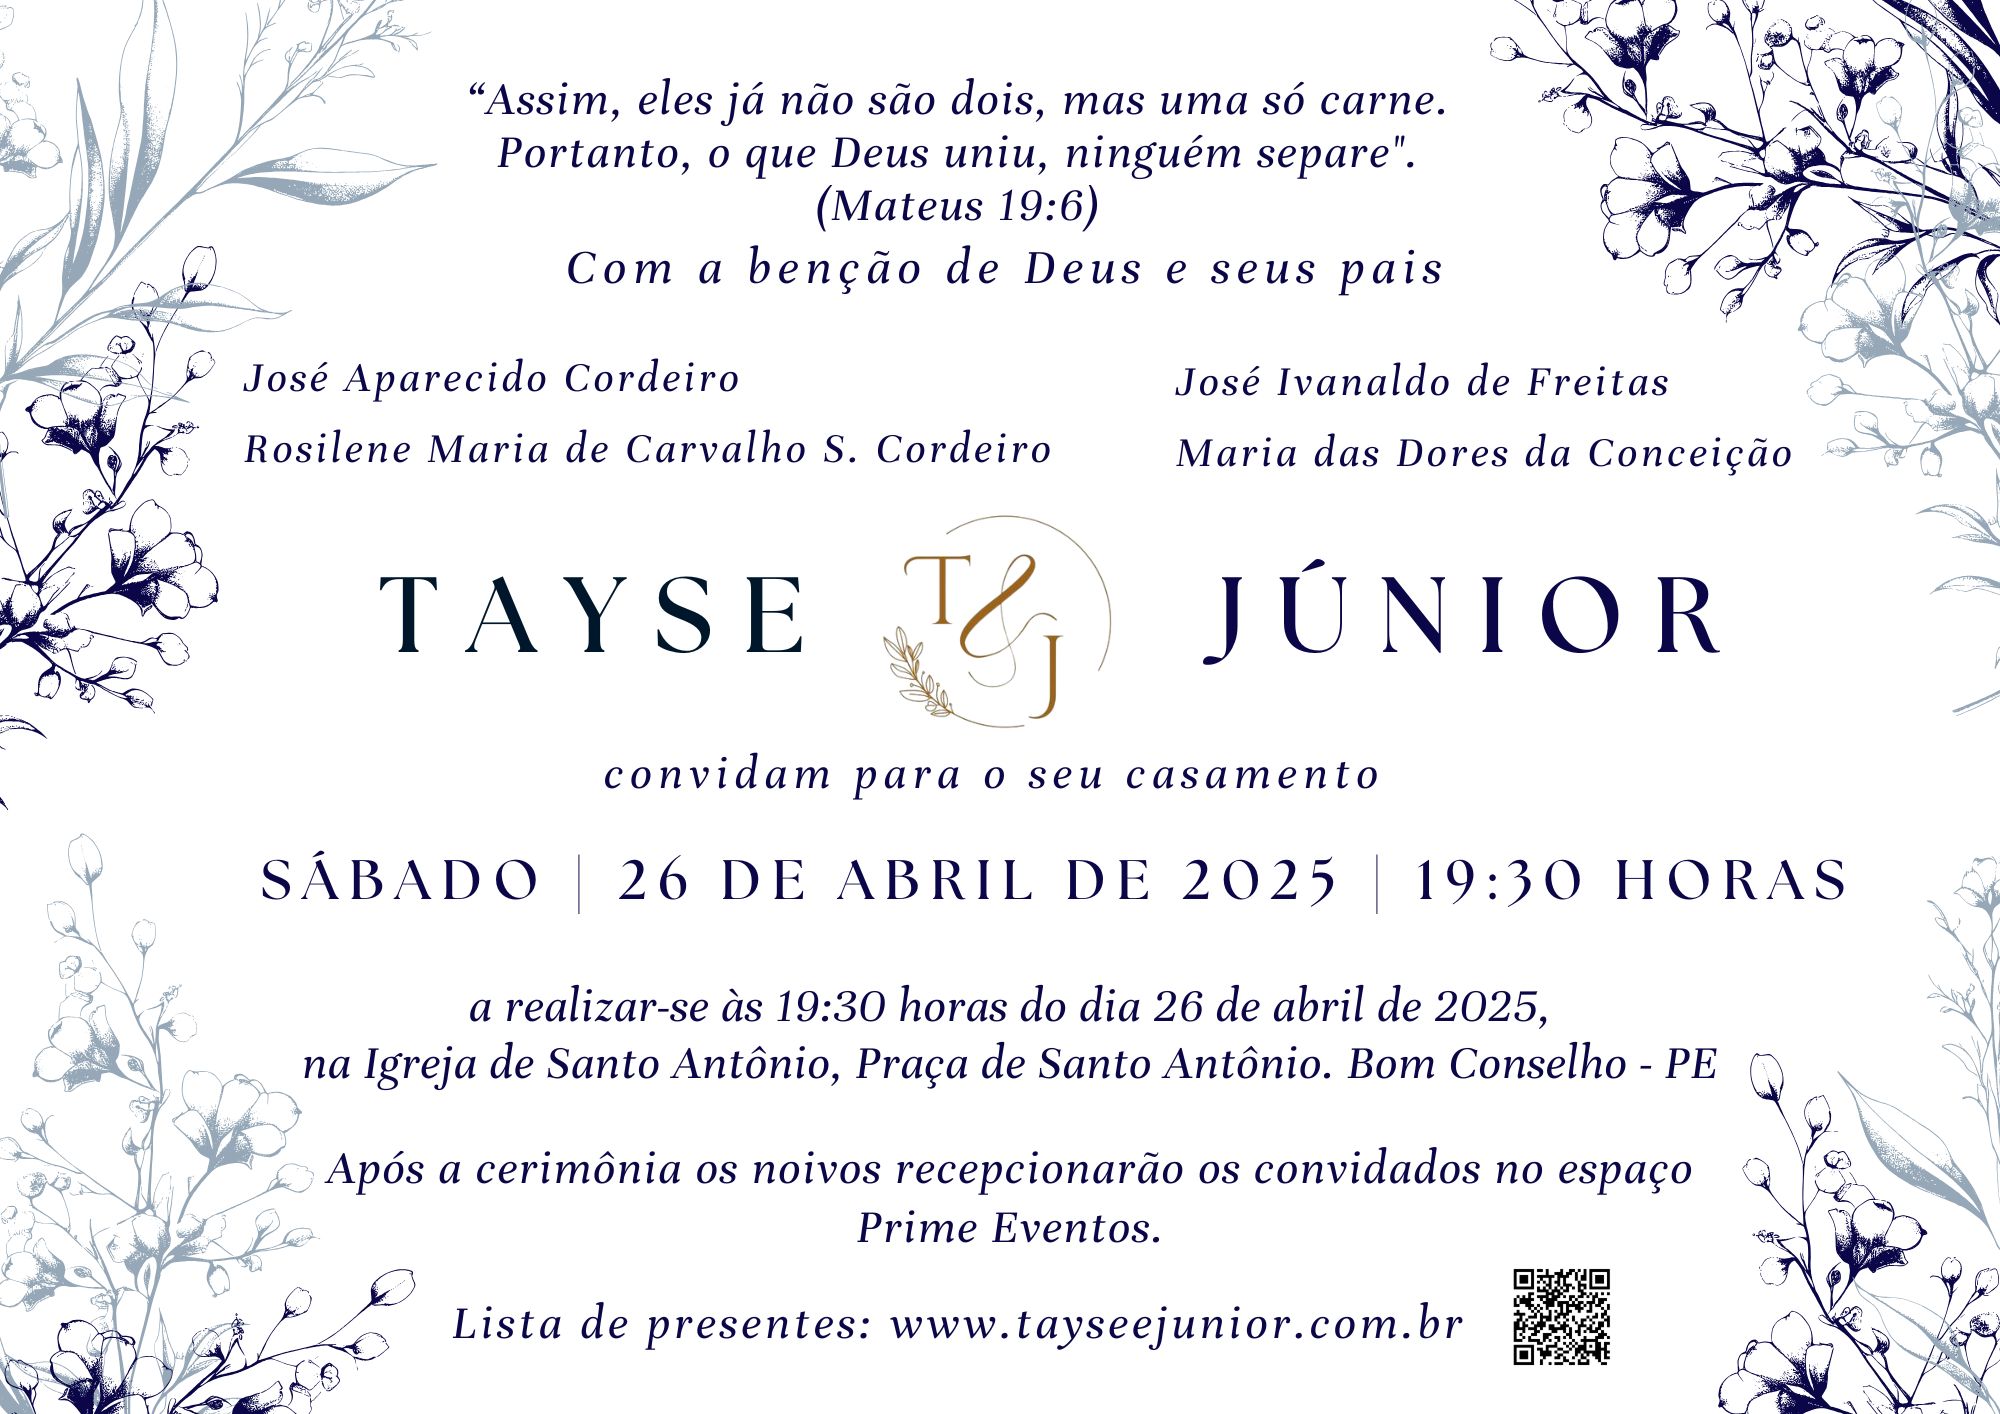 “Assim, eles já não são dois, mas uma só carne.
Portanto, o que Deus uniu, ninguém separe".
(Mateus 19:6)
Com a benção de Deus e seus pais
José Aparecido Cordeiro
Rosilene Maria de Carvalho S. Cordeiro
José Ivanaldo de Freitas
Maria das Dores da Conceição
TAYSE
T&J
JÚNIOR
convidam para o seu casamento
SÁBADO | 26 DE ABRIL DE 2025 | 19:30 HORAS
a realizar-se às 19:30 horas do dia 26 de abril de 2025,
na Igreja de Santo Antônio, Praça de Santo Antônio. Bom Conselho - PE
Após a cerimônia os noivos recepcionarão os convidados no espaço
Prime Eventos.
Lista de presentes: www.tayseejunior.com.br